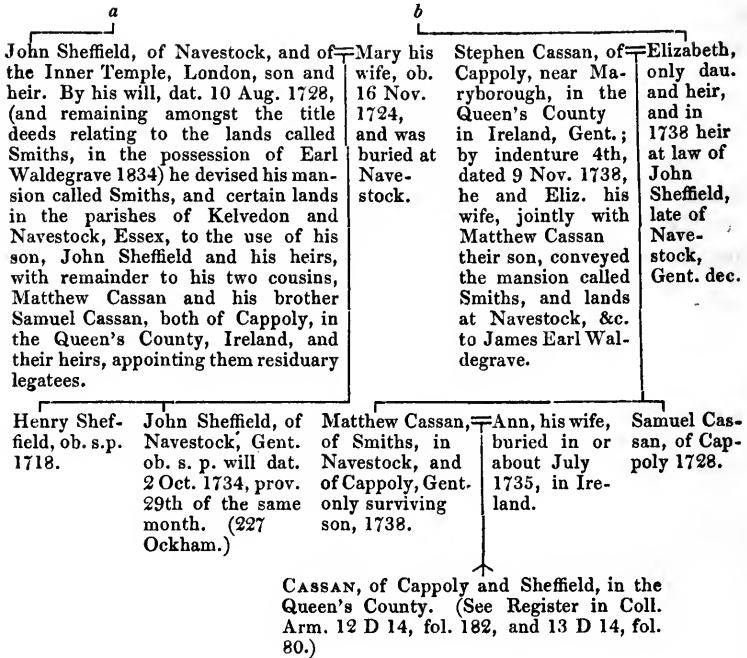 a
b
John Sheffield, of Navestock, and of
the Inner Temple, London, son and
heir. By his will, dat. 10 Aug. 1728,
(and remaining amongst the title
deeds relating to the lands called
Smiths, in the possession of Earl
Waldegrave 1834) he devised his man-
sion called Smiths, and certain lands
in the parishes of Kelvedon and
Navestock, Essex, to the use of his
son, John Sheffield and his heirs,
with remainder to his two cousins,
Matthew Cassan and his brother
Samuel Cassan, both of Cappoly, in
the Queen's County, Ireland, and
their heirs, appointing them residuary
legatees.
Mary his
wife, ob.
16 Nov.
1724,
and was
buried at
Nave-
stock.
Stephen Cassan, of
Cappoly, near Ma-
ryborough, in the
Queen's County
in Ireland, Gent.;
by indenture 4th,
dated 9 Nov. 1738,
he and Eliz. his
wife, jointly with
Matthew Cassan
their son, conveyed
the mansion called
Smiths, and lands
at Navestock, &c.
to James Earl Wal-
degrave.
Elizabeth,
only dau.
and heir,
and in
1738 heir
at law of
John
Sheffield,
late of
Nave-
stock,
Gent. dec.
Henry Shef-
field, ob. s.p.
1718.
John Sheffield, of
Navestock, Gent.
ob. s. p. will dat.
2 Oct. 1734, prov.
29th of the same
month. (227
Ockham.)
Matthew Cassan,
of Smiths, in
Navestock, and
of Cappoly, Gent.
only surviving
son, 1738.
Ann, his wife,
buried in or
about July
1735, in Ire-
land.
Samuel Cas-
san, of Cap-
poly 1728.
CASSAN, of Cappoly and Sheffield, in the
Queen's County. (See Register in Coll.
Arm. 12 D 14, fol. 182, and 13 D 14, fol.
80.)